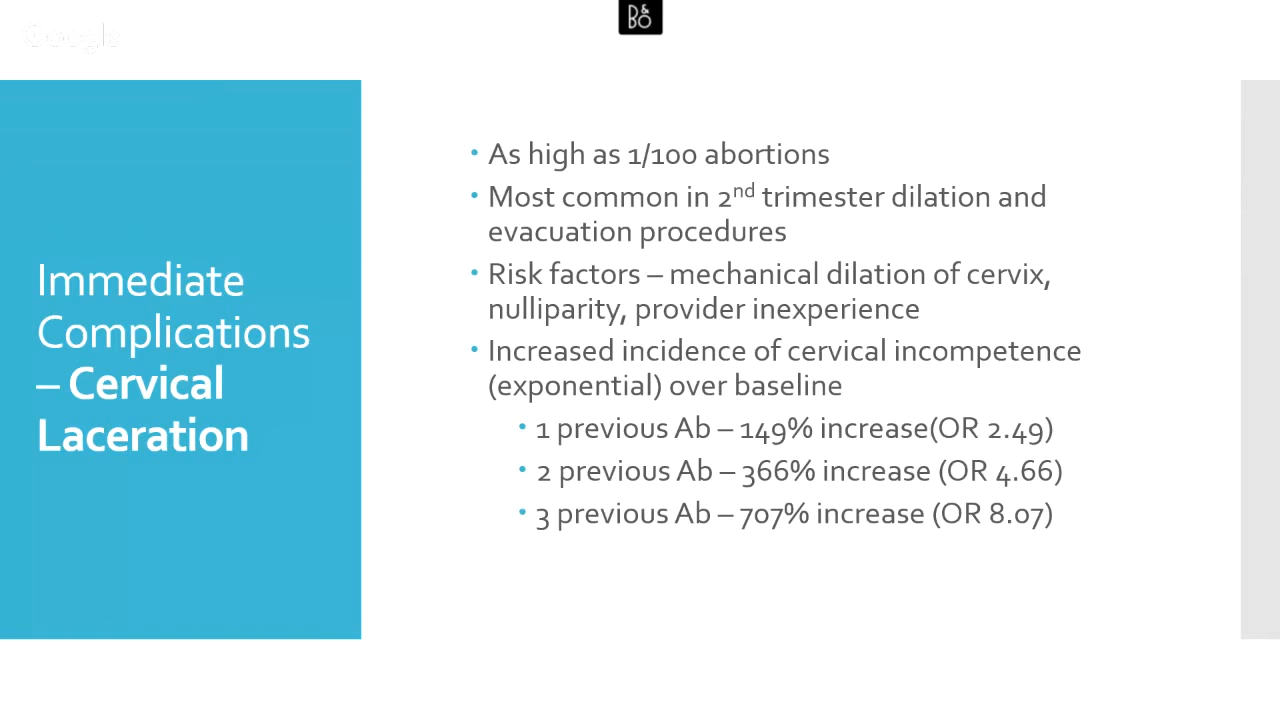 Google
B&O
Immediate
Complications
– Cervical
Laceration
• As high as 1/100 abortions
• Most common in 2nd trimester dilation and
evacuation procedures
• Risk factors – mechanical dilation of cervix,
nulliparity, provider inexperience
• Increased incidence of cervical incompetence
(exponential) over baseline
• 1 previous Ab – 149% increase(OR 2.49)
• 2 previous Ab – 366% increase (OR 4.66)
• 3 previous Ab – 707% increase (OR 8.07)